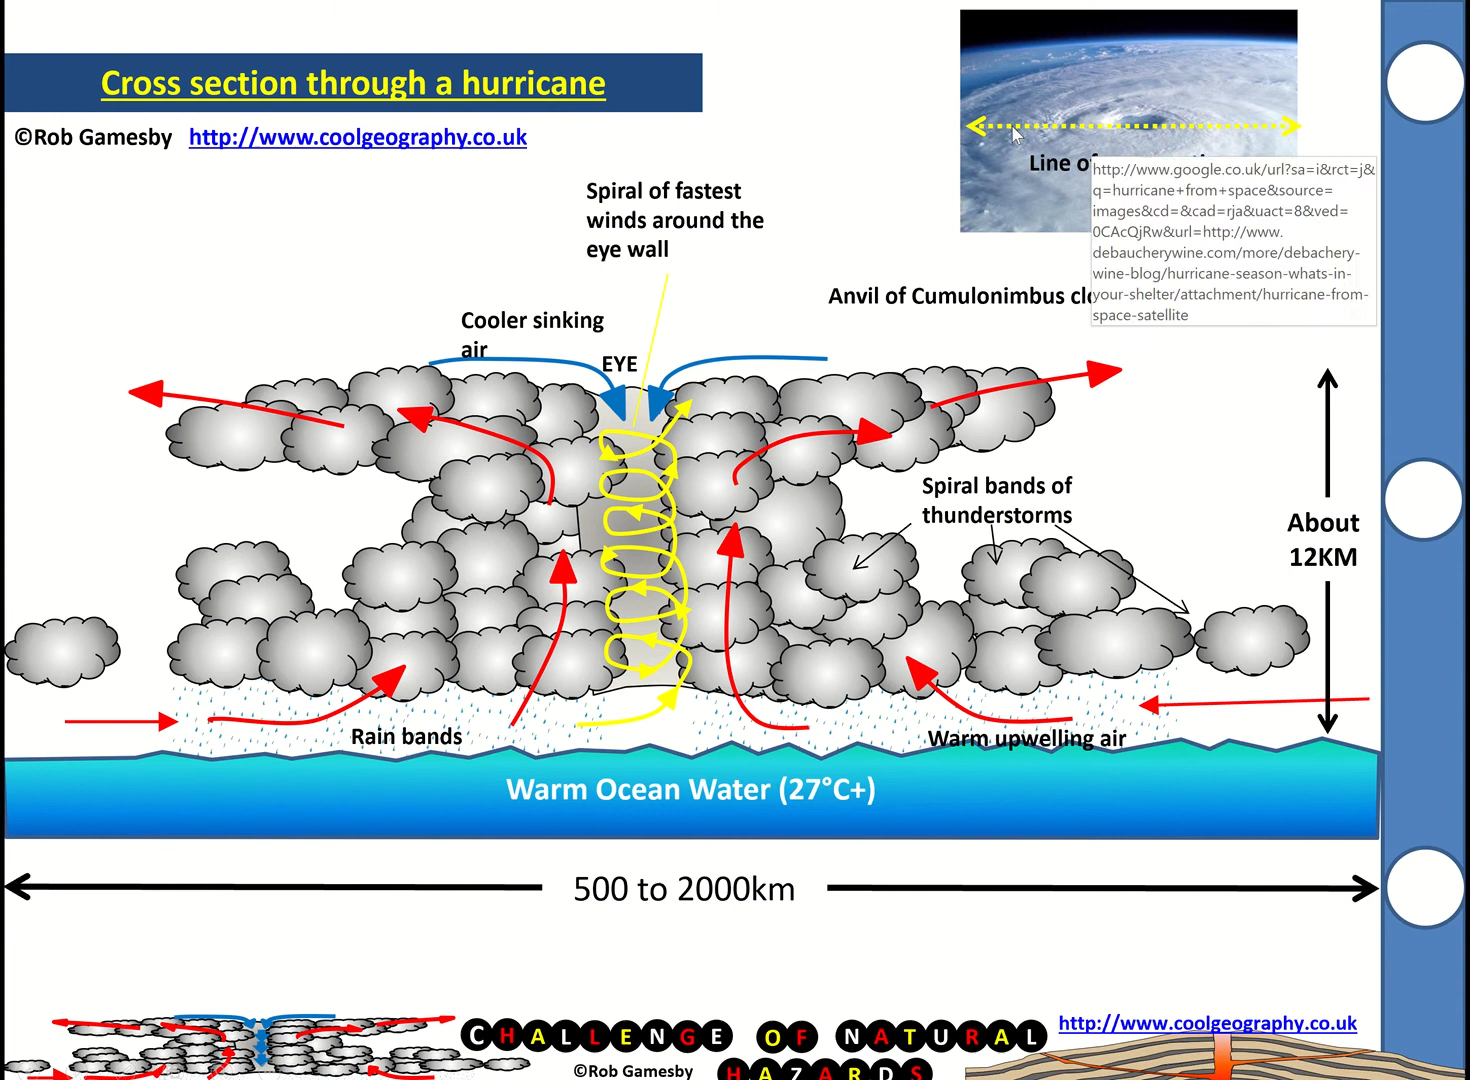 Cross section through a hurricane
©Rob Gamesby http://www.coolgeography.co.uk
Line of
http://www.google.co.uk/url?sa=i&rct=j&
q=hurricane+from+space&source=
images&cd=&cad=rja&uact=8&ved=
0CAcQjRw&url=http://www.
debaucherywine.com/more/debachery-
wine-blog/hurricane-season-whats-in-
your-shelter/attachment/hurricane-from-
space-satellite
Spiral of fastest
winds around the
eye wall
Anvil of Cumulonimbus
Cooler sinking
air
EYE
Spiral bands of
thunderstorms
About
12KM
Rain bands
Warm upwelling air
Warm Ocean Water (27°C+)
500 to 2000km
CHALLENGE OF NATURAL
HAZARDS
http://www.coolgeography.co.uk
©Rob Gamesby